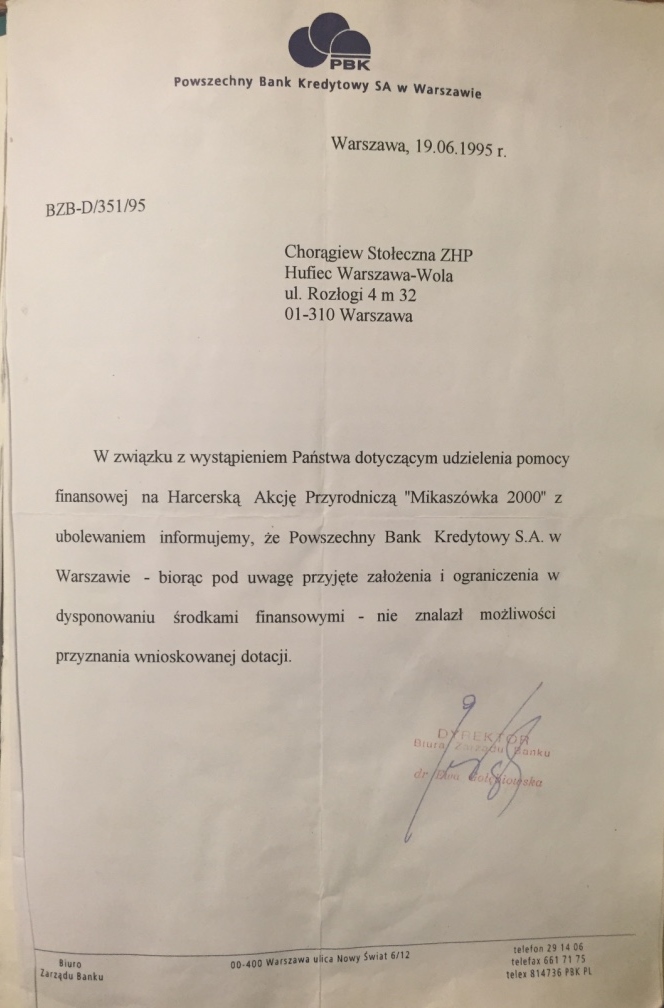 PBK
Powszechny Bank Kredytowy SA w Warszawie
Warszawa, 19.06.1995 r.
BZB-D/351/95
Chorągiew Stołeczna ZHP
Hufiec Warszawa-Wola
ul. Rozłogi 4 m 32
01-310 Warszawa
W związku z wystąpieniem Państwa dotyczącym udzielenia pomocy
finansowej na Harcerską Akcję Przyrodniczą "Mikaszówka 2000" z
ubolewaniem informujemy, że Powszechny Bank Kredytowy S.A. w
Warszawie - biorąc pod uwagę przyjęte założenia i ograniczenia w
dysponowaniu środkami finansowymi - nie znalazł możliwości
przyznania wnioskowanej dotacji.
DYREKTOR
Biura Zarządu Banku
dr Ewa
Biuro
Zarządu Banku
00-400 Warszawa ulica Nowy Świat 6/12
telefon 29 14 06
telefax 661 71 75
telex 814736 PBK PL